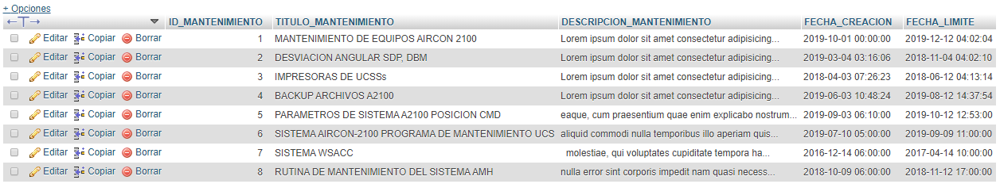 + Opciones
←T→ ID_MANTENIMIENTO TITULO_MANTENIMIENTO DESCRIPCION_MANTENIMIENTO FECHA_CREACION FECHA_LIMITE
Editar Copiar Borrar 1 MANTENIMIENTO DE EQUIPOS AIRCON 2100 Lorem ipsum dolor sit amet consectetur adipisicing... 2019-10-01 00:00:00 2019-12-12 04:02:04
Editar Copiar Borrar 2 DESVIACION ANGULAR SDP, DBM Lorem ipsum dolor sit amet consectetur adipisicing... 2019-03-04 03:16:06 2018-11-04 04:02:10
Editar Copiar Borrar 3 IMPRESORAS DE UCSSs Lorem ipsum dolor sit amet consectetur adipisicing... 2018-04-03 07:26:23 2018-06-12 04:13:14
Editar Copiar Borrar 4 BACKUP ARCHIVOS A2100 Lorem ipsum dolor sit amet consectetur adipisicing... 2019-06-03 10:48:24 2019-08-12 14:37:54
Editar Copiar Borrar 5 PARAMETROS DE SISTEMA A2100 POSICION CMD eaque, cum praesentium quae enim explicabo nostrum... 2019-09-03 06:10:00 2019-10-12 12:53:00
Editar Copiar Borrar 6 SISTEMA AIRCON-2100 PROGRAMA DE MANTENIMIENTO UCS aliquid commodi nulla temporibus illo aperiam quis... 2019-07-10 05:00:00 2019-09-09 11:00:00
Editar Copiar Borrar 7 SISTEMA WSACC molestiae, qui voluptates cupiditate tempora ha... 2016-12-14 06:00:00 2017-04-14 10:00:00
Editar Copiar Borrar 8 RUTINA DE MANTENIMIENTO DEL SISTEMA AMH nulla error sint corporis impedit nam quasi necess... 2018-10-09 06:00:00 2018-11-12 17:00:00